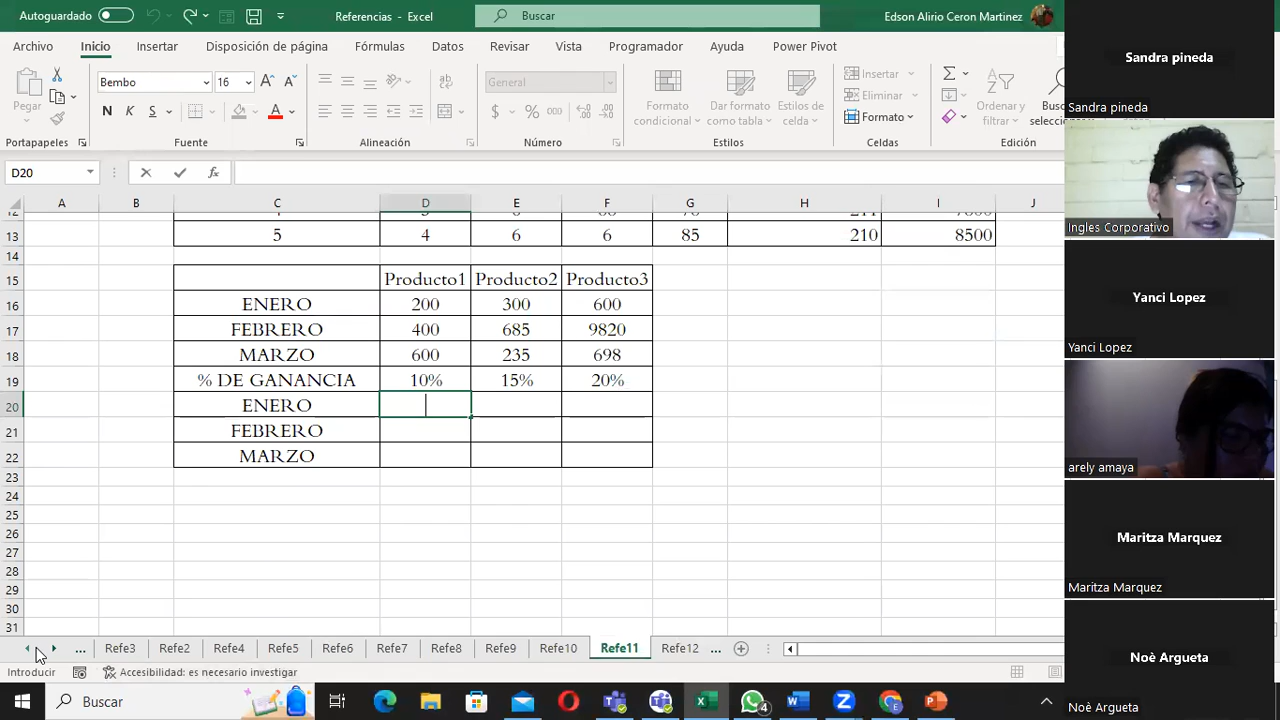 Autoguardado
Referencias - Excel
Buscar
Edson Alirio Ceron Martinez
Archivo Inicio Insertar Disposición de página Fórmulas Datos Revisar Vista Programador Ayuda Power Pivot
Bembo 16 General
Pegar
N K S
Formato condicional
Dar formato como tabla
Estilos de celda
Insertar
Eliminar
Formato
Ordenar y filtrar
Portapapeles Fuente Alineación Número Estilos Celdas Edición
D20
A B C D E F G H I J
13 5 4 6 6 85 210 8500
14
15 Producto1 Producto2 Producto3
16 ENERO 200 300 600
17 FEBRERO 400 685 9820
18 MARZO 600 235 698
19 % DE GANANCIA 10% 15% 20%
20 ENERO
21 FEBRERO
22 MARZO
23
24
25
26
27
28
29
30
31
... Refe3 Refe2 Refe4 Refe5 Refe6 Refe7 Refe8 Refe9 Refe10 Refe11 Refe12 ...
Introducir
Accesibilidad: es necesario investigar
Buscar
4
Sandra pineda
Sandra pineda
Ingles Corporativo
Yanci Lopez
Yanci Lopez
arely amaya
Maritza Marquez
Maritza Marquez
Noè Argueta
Noè Argueta